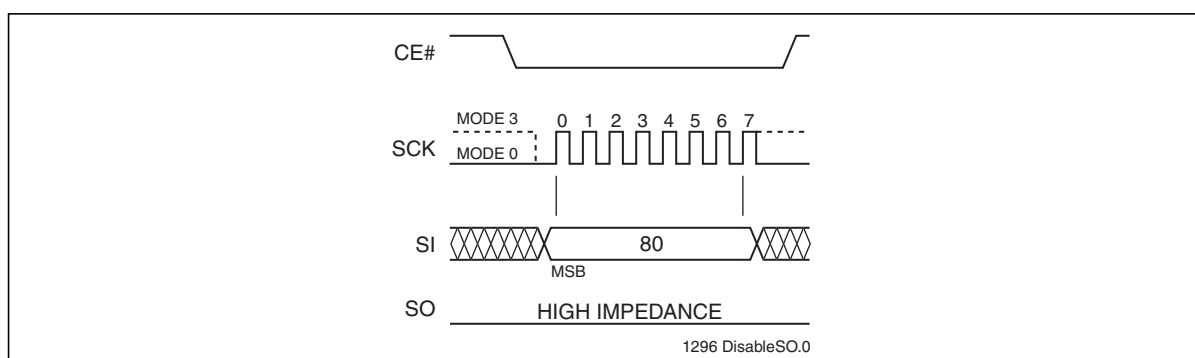 CE#
MODE 3
0 1 2 3 4 5 6 7
SCK
MODE 0
SI
80
MSB
SO
HIGH IMPEDANCE
1296 DisableSO.0